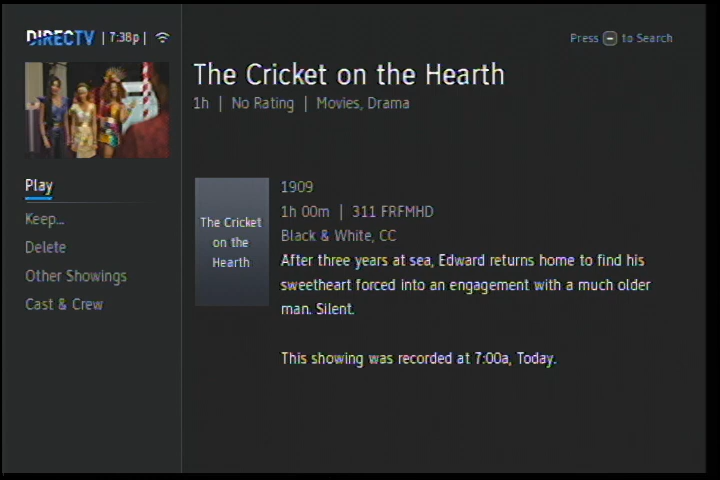 DIRECTV | 7:38p |
Press – to Search
The Cricket on the Hearth
1h | No Rating | Movies, Drama
Play
Keep...
Delete
Other Showings
Cast & Crew
The Cricket
on the
Hearth
1909
1h 00m | 311 FRFMHD
Black & White, CC
After three years at sea, Edward returns home to find his
sweetheart forced into an engagement with a much older
man. Silent.
This showing was recorded at 7:00a, Today.